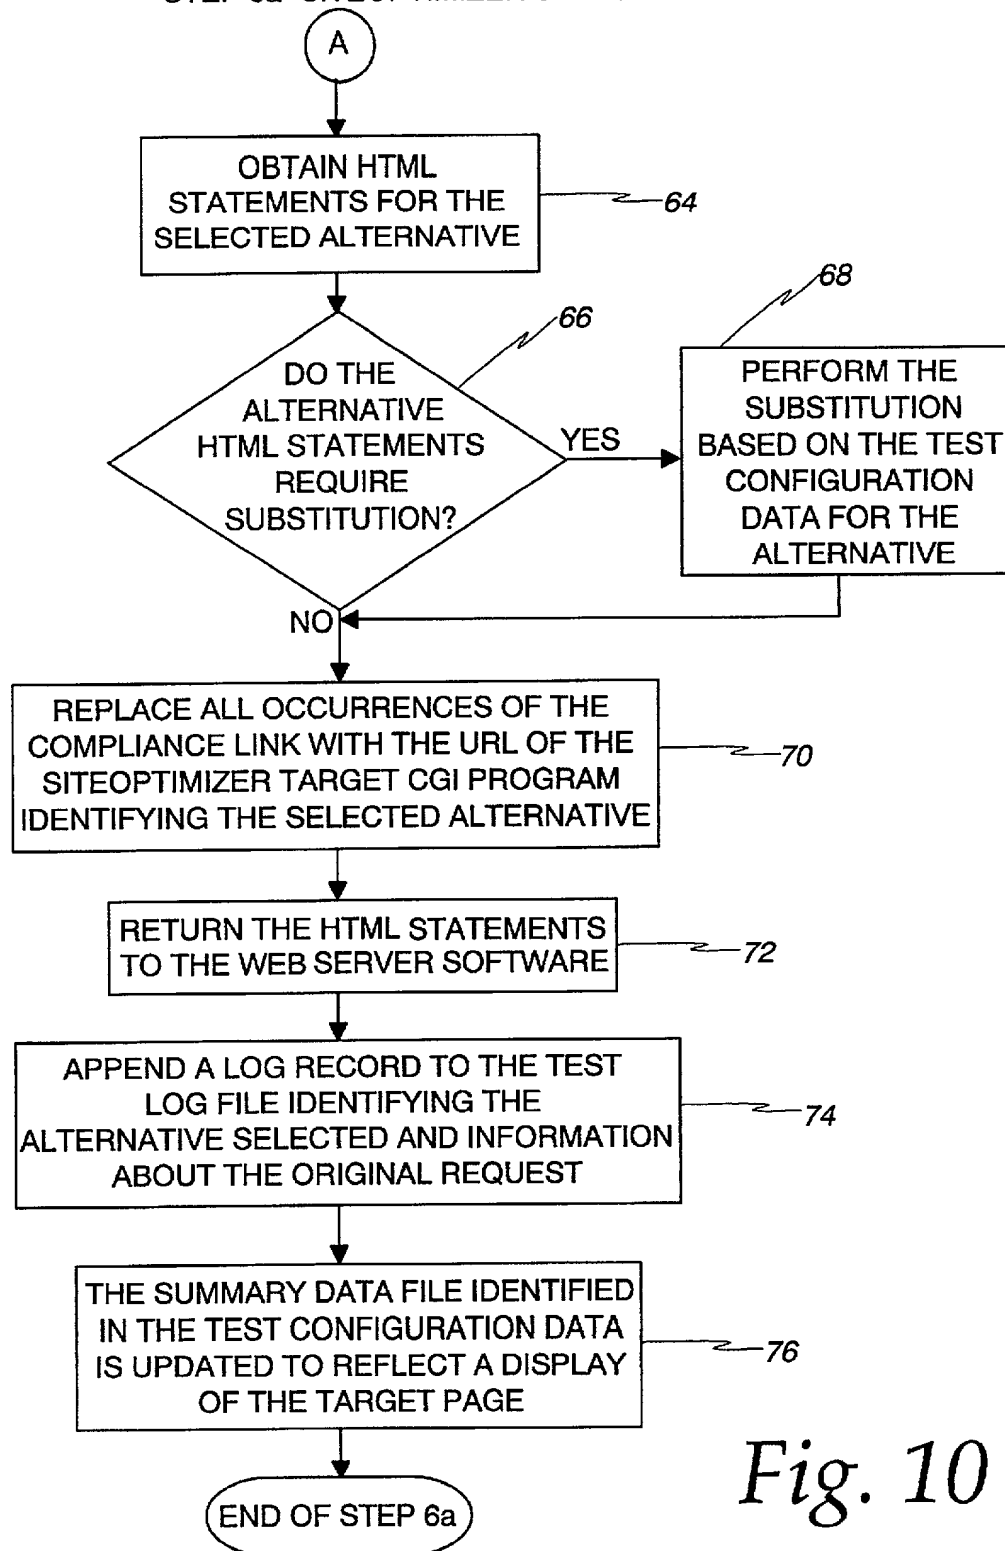 A
OBTAIN HTML
STATEMENTS FOR THE
SELECTED ALTERNATIVE
64
66
68
DO THE
ALTERNATIVE
HTML STATEMENTS
REQUIRE
SUBSTITUTION?
YES
PERFORM THE
SUBSTITUTION
BASED ON THE TEST
CONFIGURATION
DATA FOR THE
ALTERNATIVE
NO
REPLACE ALL OCCURRENCES OF THE
COMPLIANCE LINK WITH THE URL OF THE
SITEOPTIMIZER TARGET CGI PROGRAM
IDENTIFYING THE SELECTED ALTERNATIVE
70
RETURN THE HTML STATEMENTS
TO THE WEB SERVER SOFTWARE
72
APPEND A LOG RECORD TO THE TEST
LOG FILE IDENTIFYING THE
ALTERNATIVE SELECTED AND INFORMATION
ABOUT THE ORIGINAL REQUEST
74
THE SUMMARY DATA FILE IDENTIFIED
IN THE TEST CONFIGURATION DATA
IS UPDATED TO REFLECT A DISPLAY
OF THE TARGET PAGE
76
END OF STEP 6a
Fig. 10